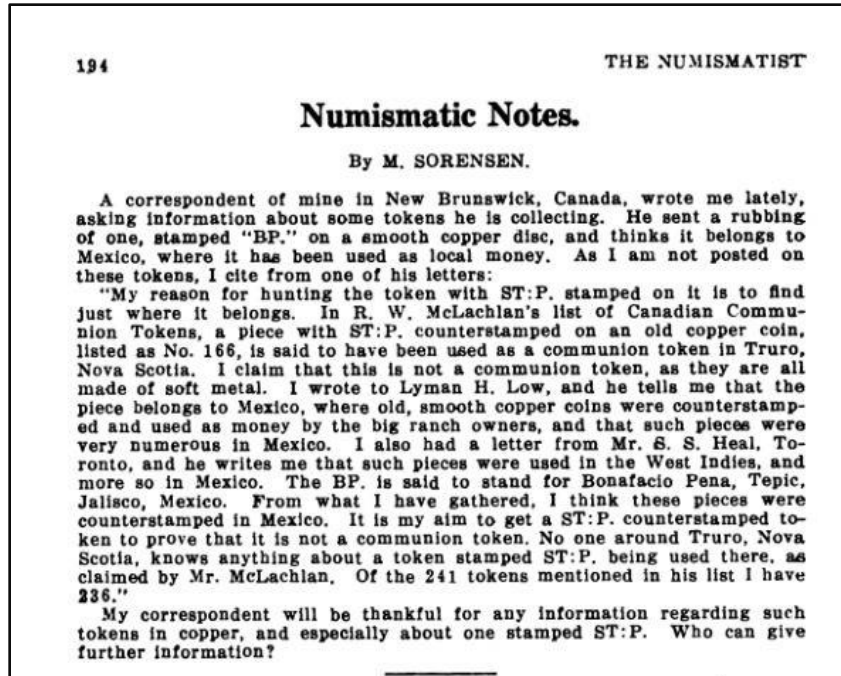 194
THE NUMISMATIST
Numismatic Notes.
By M. SORENSEN.
A correspondent of mine in New Brunswick, Canada, wrote me lately,
asking information about some tokens he is collecting. He sent a rubbing
of one, stamped "BP." on a smooth copper disc, and thinks it belongs to
Mexico, where it has been used as local money. As I am not posted on
these tokens, I cite from one of his letters:
"My reason for hunting the token with ST:P. stamped on it is to find
just where it belongs. In R. W. McLachlan's list of Canadian Commu-
nion Tokens, a piece with ST:P. counterstamped on an old copper coin,
listed as No. 166, is said to have been used as a communion token in Truro,
Nova Scotia. I claim that this is not a communion token, as they are all
made of soft metal. I wrote to Lyman H. Low, and he tells me that the
piece belongs to Mexico, where old, smooth copper coins were counterstamp-
ed and used as money by the big ranch owners, and that such pieces were
very numerous in Mexico. I also had a letter from Mr. S. S. Heal, To-
ronto, and he writes me that such pieces were used in the West Indies, and
more so in Mexico. The BP. is said to stand for Bonafacio Pena, Tepic,
Jalisco, Mexico. From what I have gathered, I think these pieces were
counterstamped in Mexico. It is my aim to get a ST:P. counterstamped to-
ken to prove that it is not a communion token. No one around Truro, Nova
Scotia, knows anything about a token stamped ST:P. being used there, as
claimed by Mr. McLachlan. Of the 241 tokens mentioned in his list I have
236."
My correspondent will be thankful for any information regarding such
tokens in copper, and especially about one stamped ST:P. Who can give
further information?